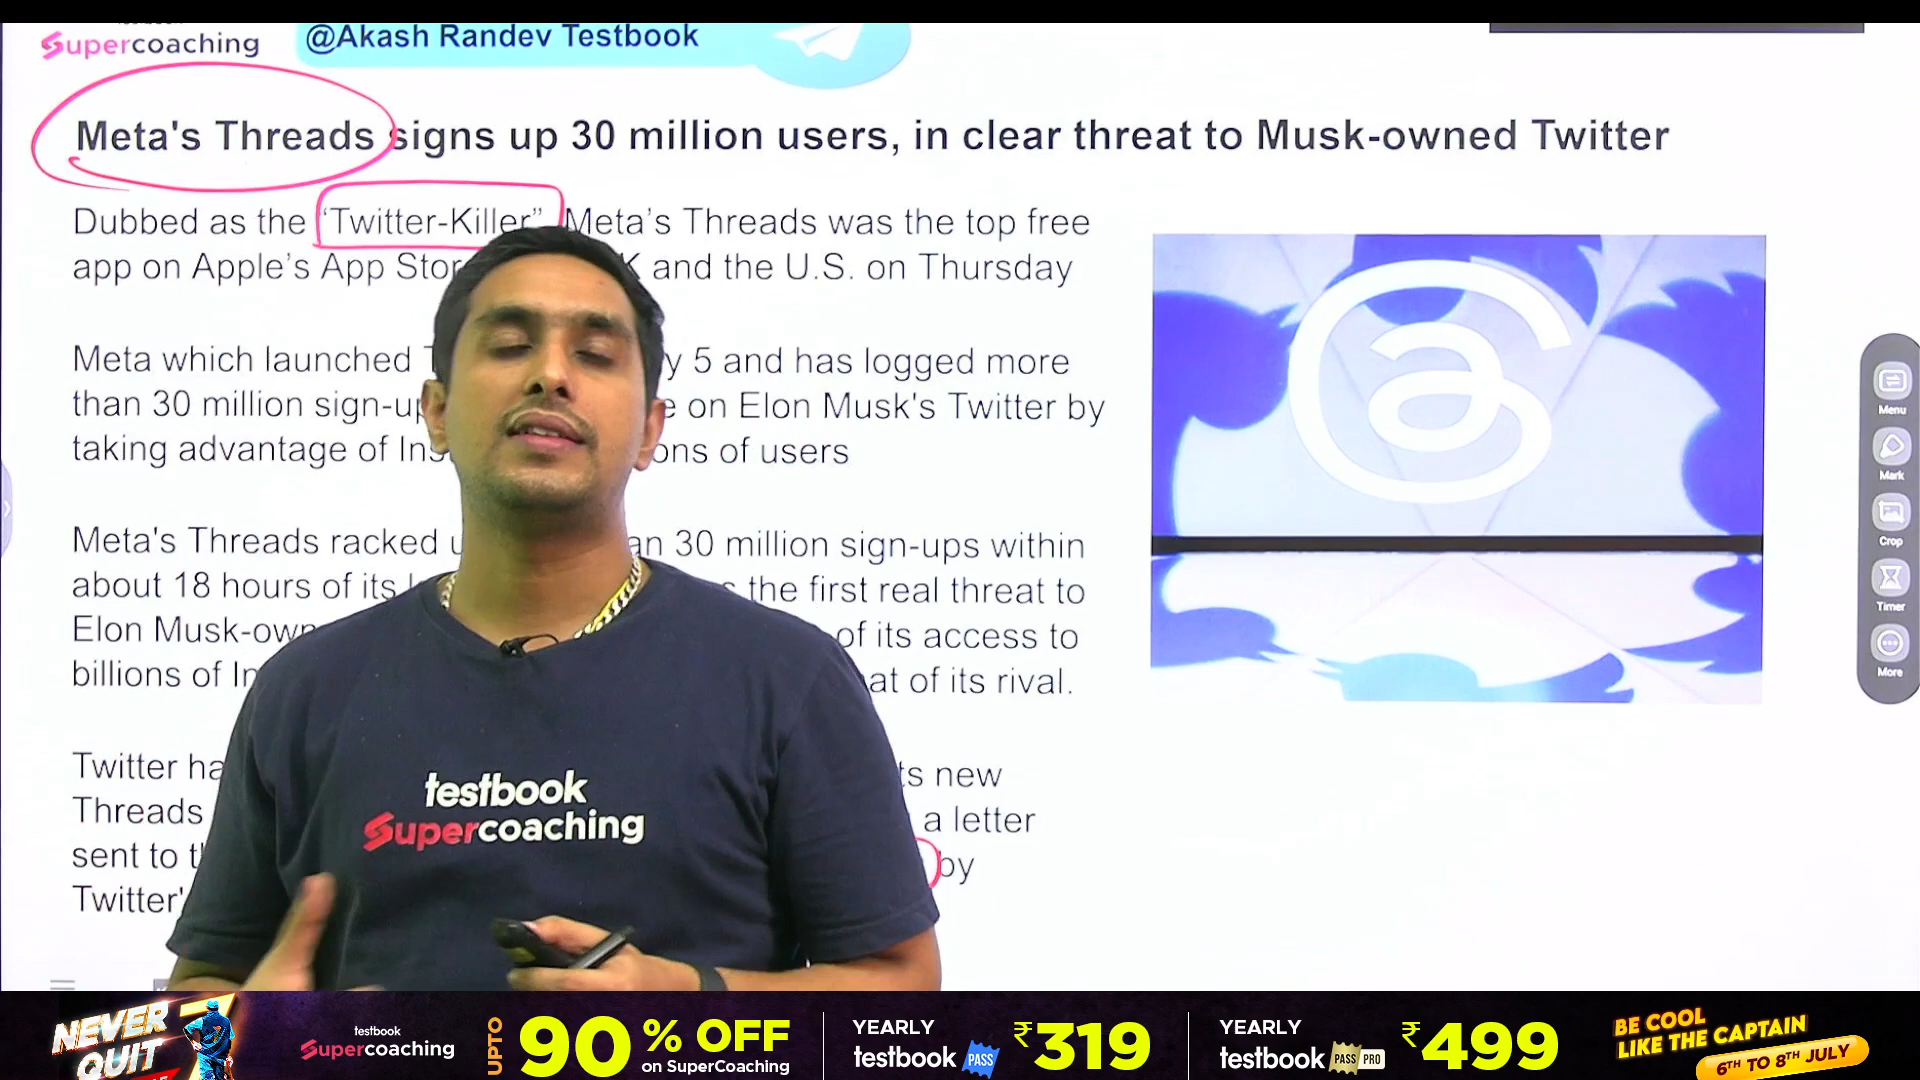 Supercoaching
@Akash Randev Testbook
Meta's Threads signs up 30 million users, in clear threat to Musk-owned Twitter
Dubbed as the “Twitter-Killer” Meta’s Threads was the top free
app on Apple’s App Stor K and the U.S. on Thursday
Meta which launched y 5 and has logged more
than 30 million sign-up e on Elon Musk's Twitter by
taking advantage of Ins ons of users
Meta's Threads racked u an 30 million sign-ups within
about 18 hours of its s the first real threat to
Elon Musk-own of its access to
billions of In at of its rival.
Twitter ha ts new
Threads a letter
sent to t by
Twitter'
Menu
Mark
Crop
Timer
More
testbook
Supercoaching
NEVER
QUIT
7
testbook
Supercoaching
UPTO 90% OFF
on SuperCoaching
YEARLY
testbook PASS
₹319
YEARLY
testbook PASS PRO
₹499
BE COOL
LIKE THE CAPTAIN
6TH TO 8TH JULY